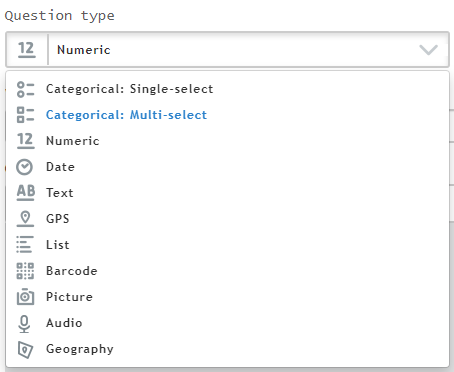 Question type
12 Numeric
Categorical: Single-select
Categorical: Multi-select
12 Numeric
Date
AB Text
GPS
List
Barcode
Picture
Audio
Geography